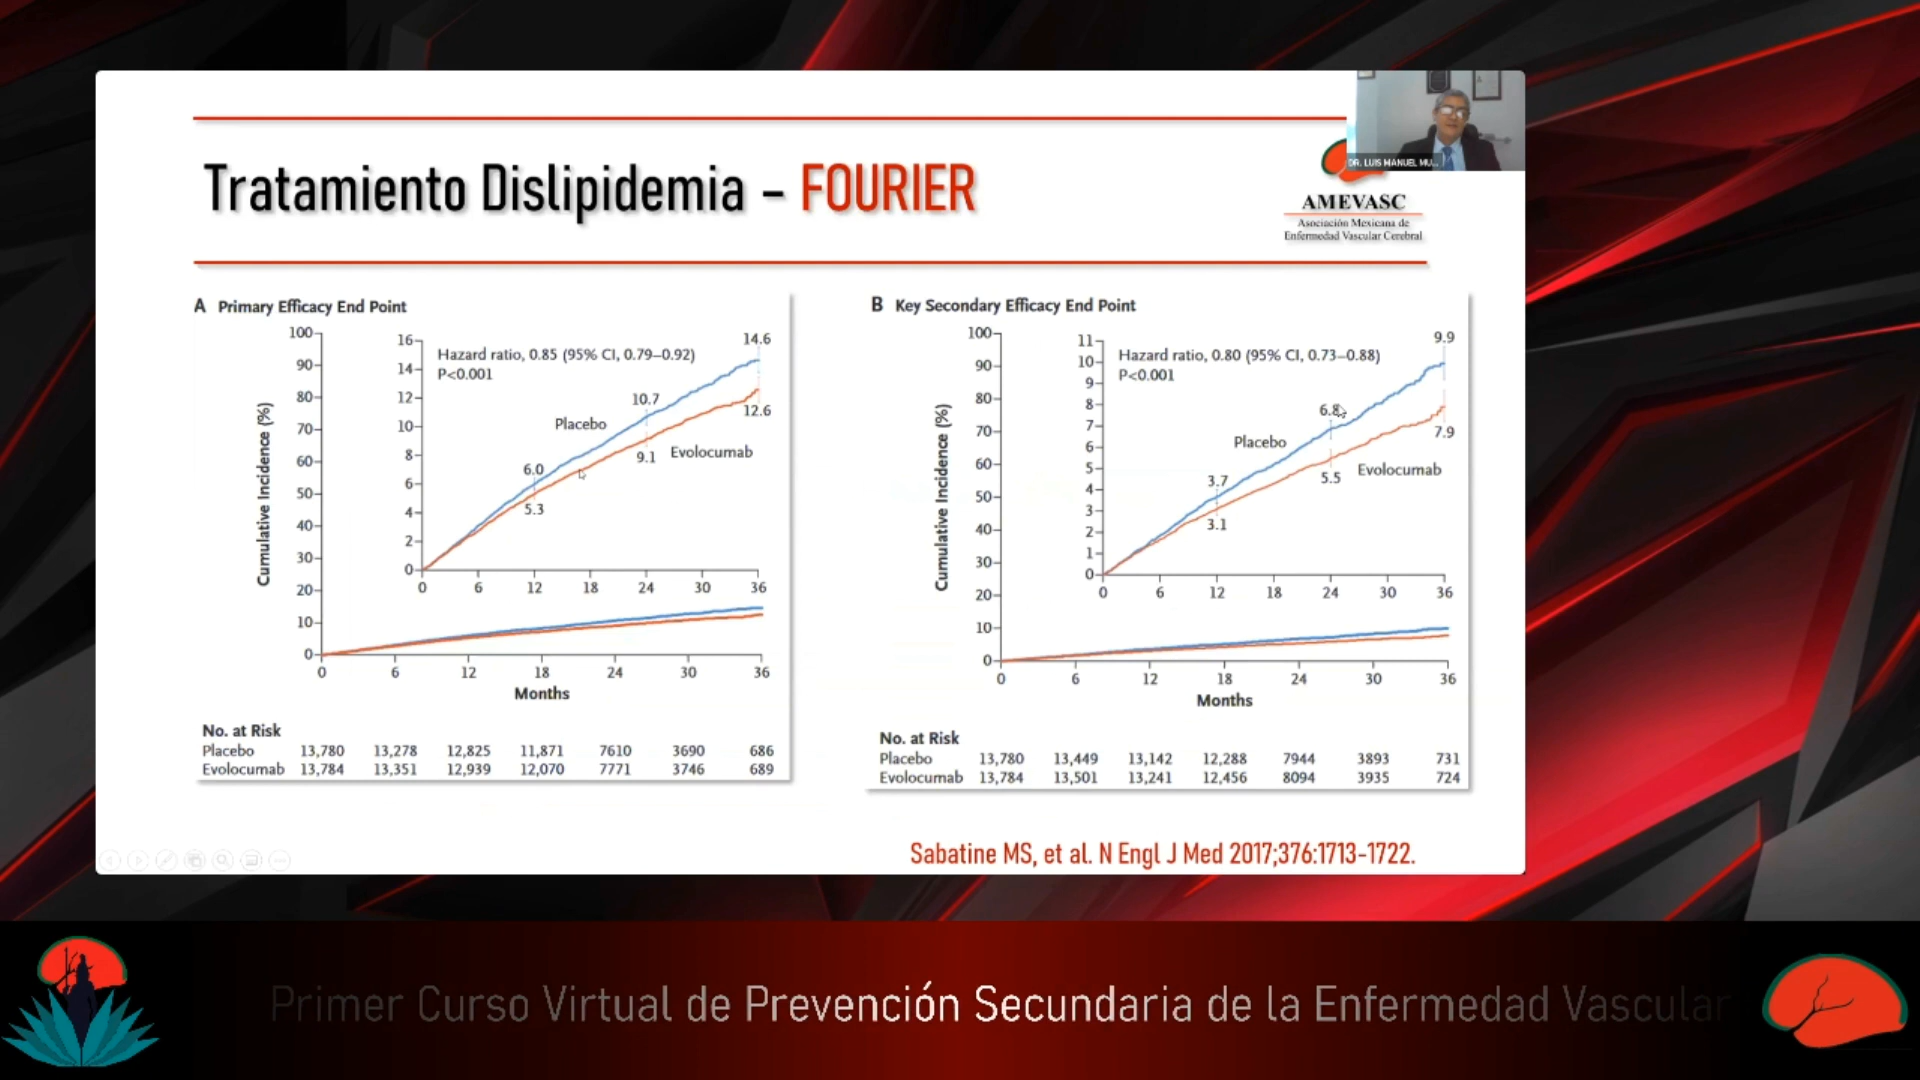 DR. LUIS MANUEL MU...
Tratamiento Dislipidemia – FOURIER
AMEVASC
Asociación Mexicana de
Enfermedad Vascular Cerebral
A Primary Efficacy End Point
Cumulative Incidence (%)
100
90
80
70
60
50
40
30
20
10
0
16
14
12
10
8
6
4
2
0
Hazard ratio, 0.85 (95% CI, 0.79–0.92)
P<0.001
14.6
12.6
10.7
9.1
6.0
5.3
Placebo
Evolocumab
0 6 12 18 24 30 36
0 6 12 18 24 30 36
Months
No. at Risk
Placebo 13,780 13,278 12,825 11,871 7610 3690 686
Evolocumab 13,784 13,351 12,939 12,070 7771 3746 689
B Key Secondary Efficacy End Point
Cumulative Incidence (%)
100
90
80
70
60
50
40
30
20
10
0
11
10
9
8
7
6
5
4
3
2
1
0
Hazard ratio, 0.80 (95% CI, 0.73–0.88)
P<0.001
9.9
7.9
6.8
5.5
3.7
3.1
Placebo
Evolocumab
0 6 12 18 24 30 36
0 6 12 18 24 30 36
Months
No. at Risk
Placebo 13,780 13,449 13,142 12,288 7944 3893 731
Evolocumab 13,784 13,501 13,241 12,456 8094 3935 724
Sabatine MS, et al. N Engl J Med 2017;376:1713-1722.
Primer Curso Virtual de Prevención Secundaria de la Enfermedad Vascular